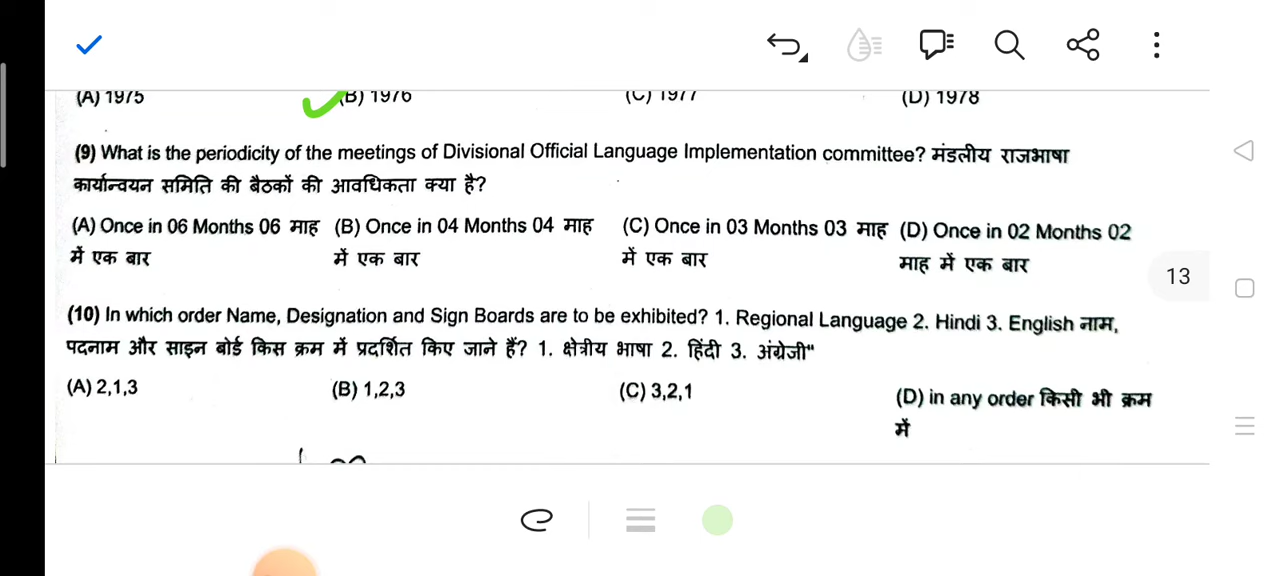 (A) 1975 (B) 1976 (C) 1977 (D) 1978
(9) What is the periodicity of the meetings of Divisional Official Language Implementation committee? मंडलीय राजभाषा
कार्यान्वयन समिति की बैठकों की आवधिकता क्या है?
(A) Once in 06 Months 06 माह (B) Once in 04 Months 04 माह (C) Once in 03 Months 03 माह (D) Once in 02 Months 02
में एक बार में एक बार में एक बार माह में एक बार
13
(10) In which order Name, Designation and Sign Boards are to be exhibited? 1. Regional Language 2. Hindi 3. English नाम,
पदनाम और साइन बोर्ड किस क्रम में प्रदर्शित किए जाने हैं? 1. क्षेत्रीय भाषा 2. हिंदी 3. अंग्रेजी"
(A) 2,1,3 (B) 1,2,3 (C) 3,2,1 (D) in any order किसी भी क्रम
में